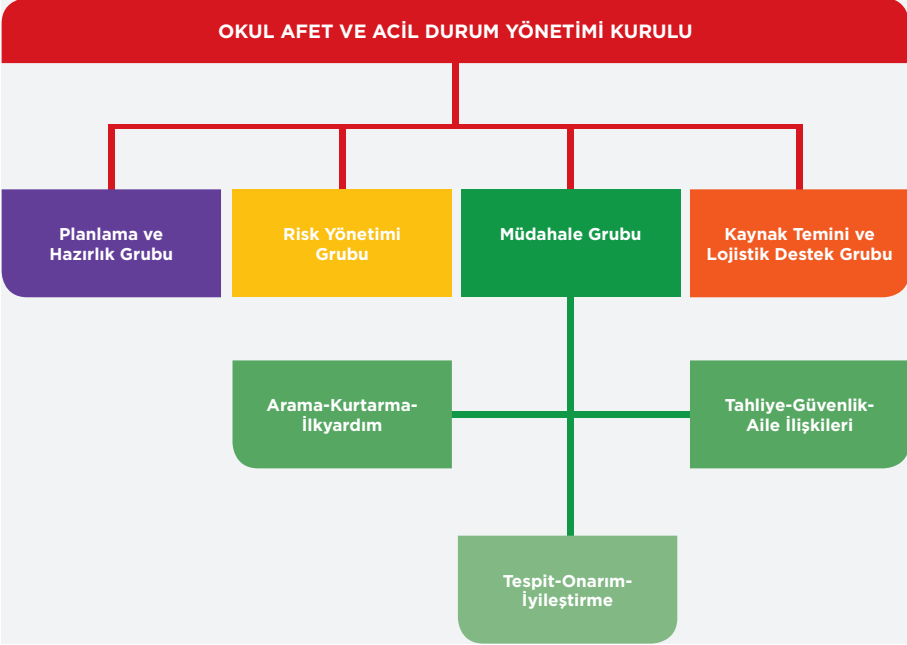 OKUL AFET VE ACİL DURUM YÖNETİMİ KURULU
Planlama ve
Hazırlık Grubu
Risk Yönetimi
Grubu
Müdahale Grubu
Kaynak Temini ve
Lojistik Destek Grubu
Arama-Kurtarma-
İlkyardım
Tahliye-Güvenlik-
Aile İlişkileri
Tespit-Onarım-
İyileştirme